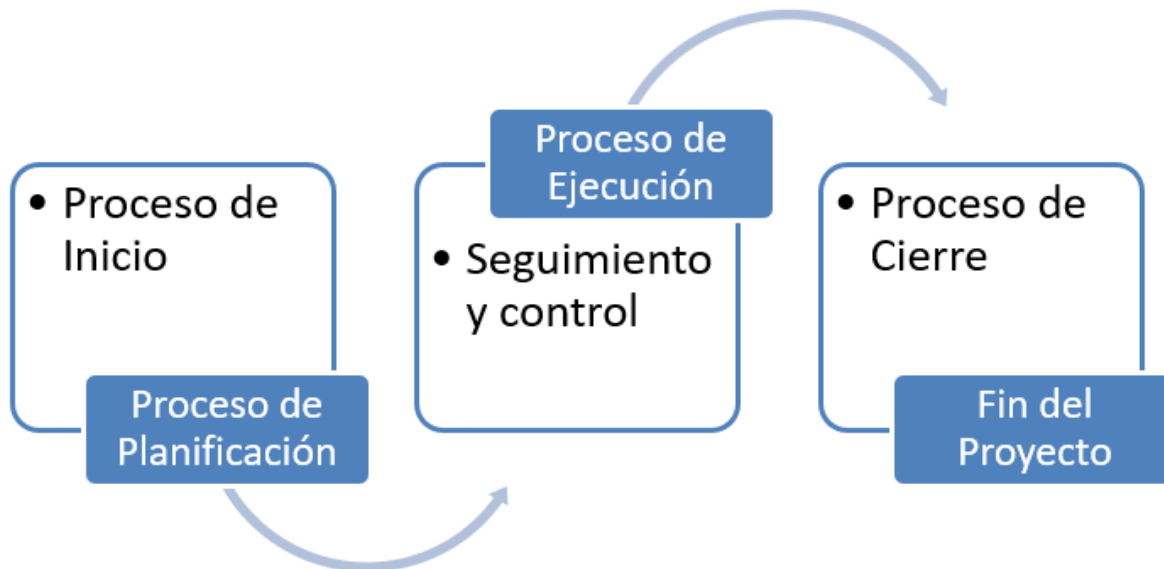 • Proceso de
Inicio
Proceso de
Planificación
Proceso de
Ejecución
• Seguimiento
y control
• Proceso de
Cierre
Fin del
Proyecto